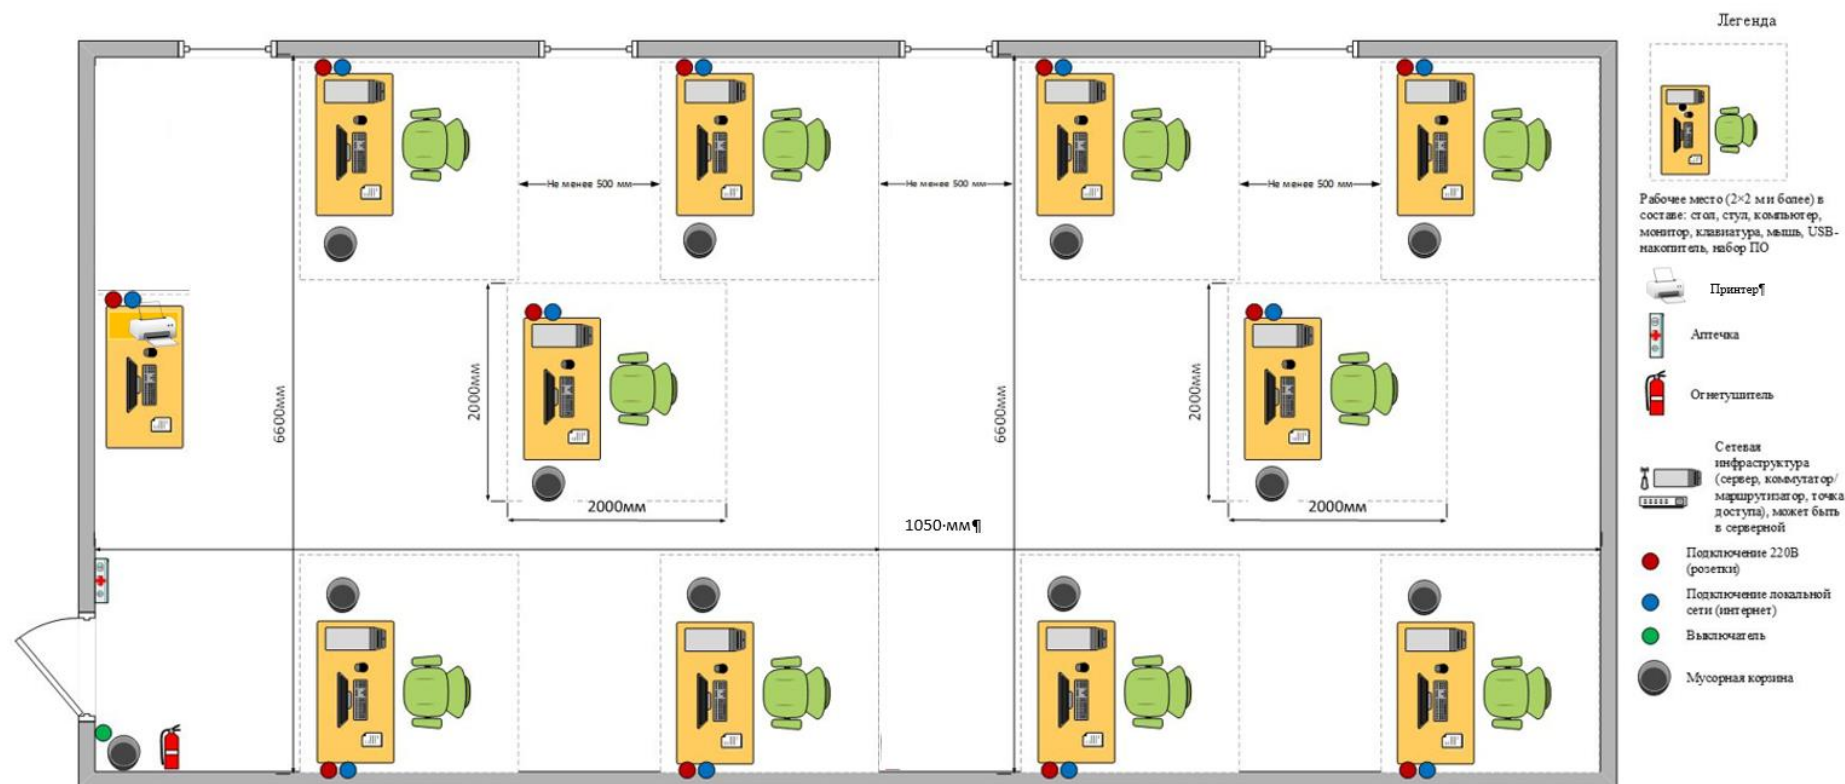 Легенда
Не менее 500 мм
Не менее 500 мм
Не менее 500 мм
Рабочее место (2×2 м и более) в
составе: стол, стул, компьютер,
монитор, клавиатура, мышь, USB-
накопитель, набор ПО
Принтер¶
Аптечка
Огнетушитель
6600мм
2000мм
6600мм
2000мм
2000мм
2000мм
1050·мм¶
Сетевая
инфраструктура
(сервер, коммутатор/
маршрутизатор, точка
доступа), может быть
в серверной
Подключение 220В
(розетки)
Подключение локальной
сети (интернет)
Выключатель
Мусорная корзина